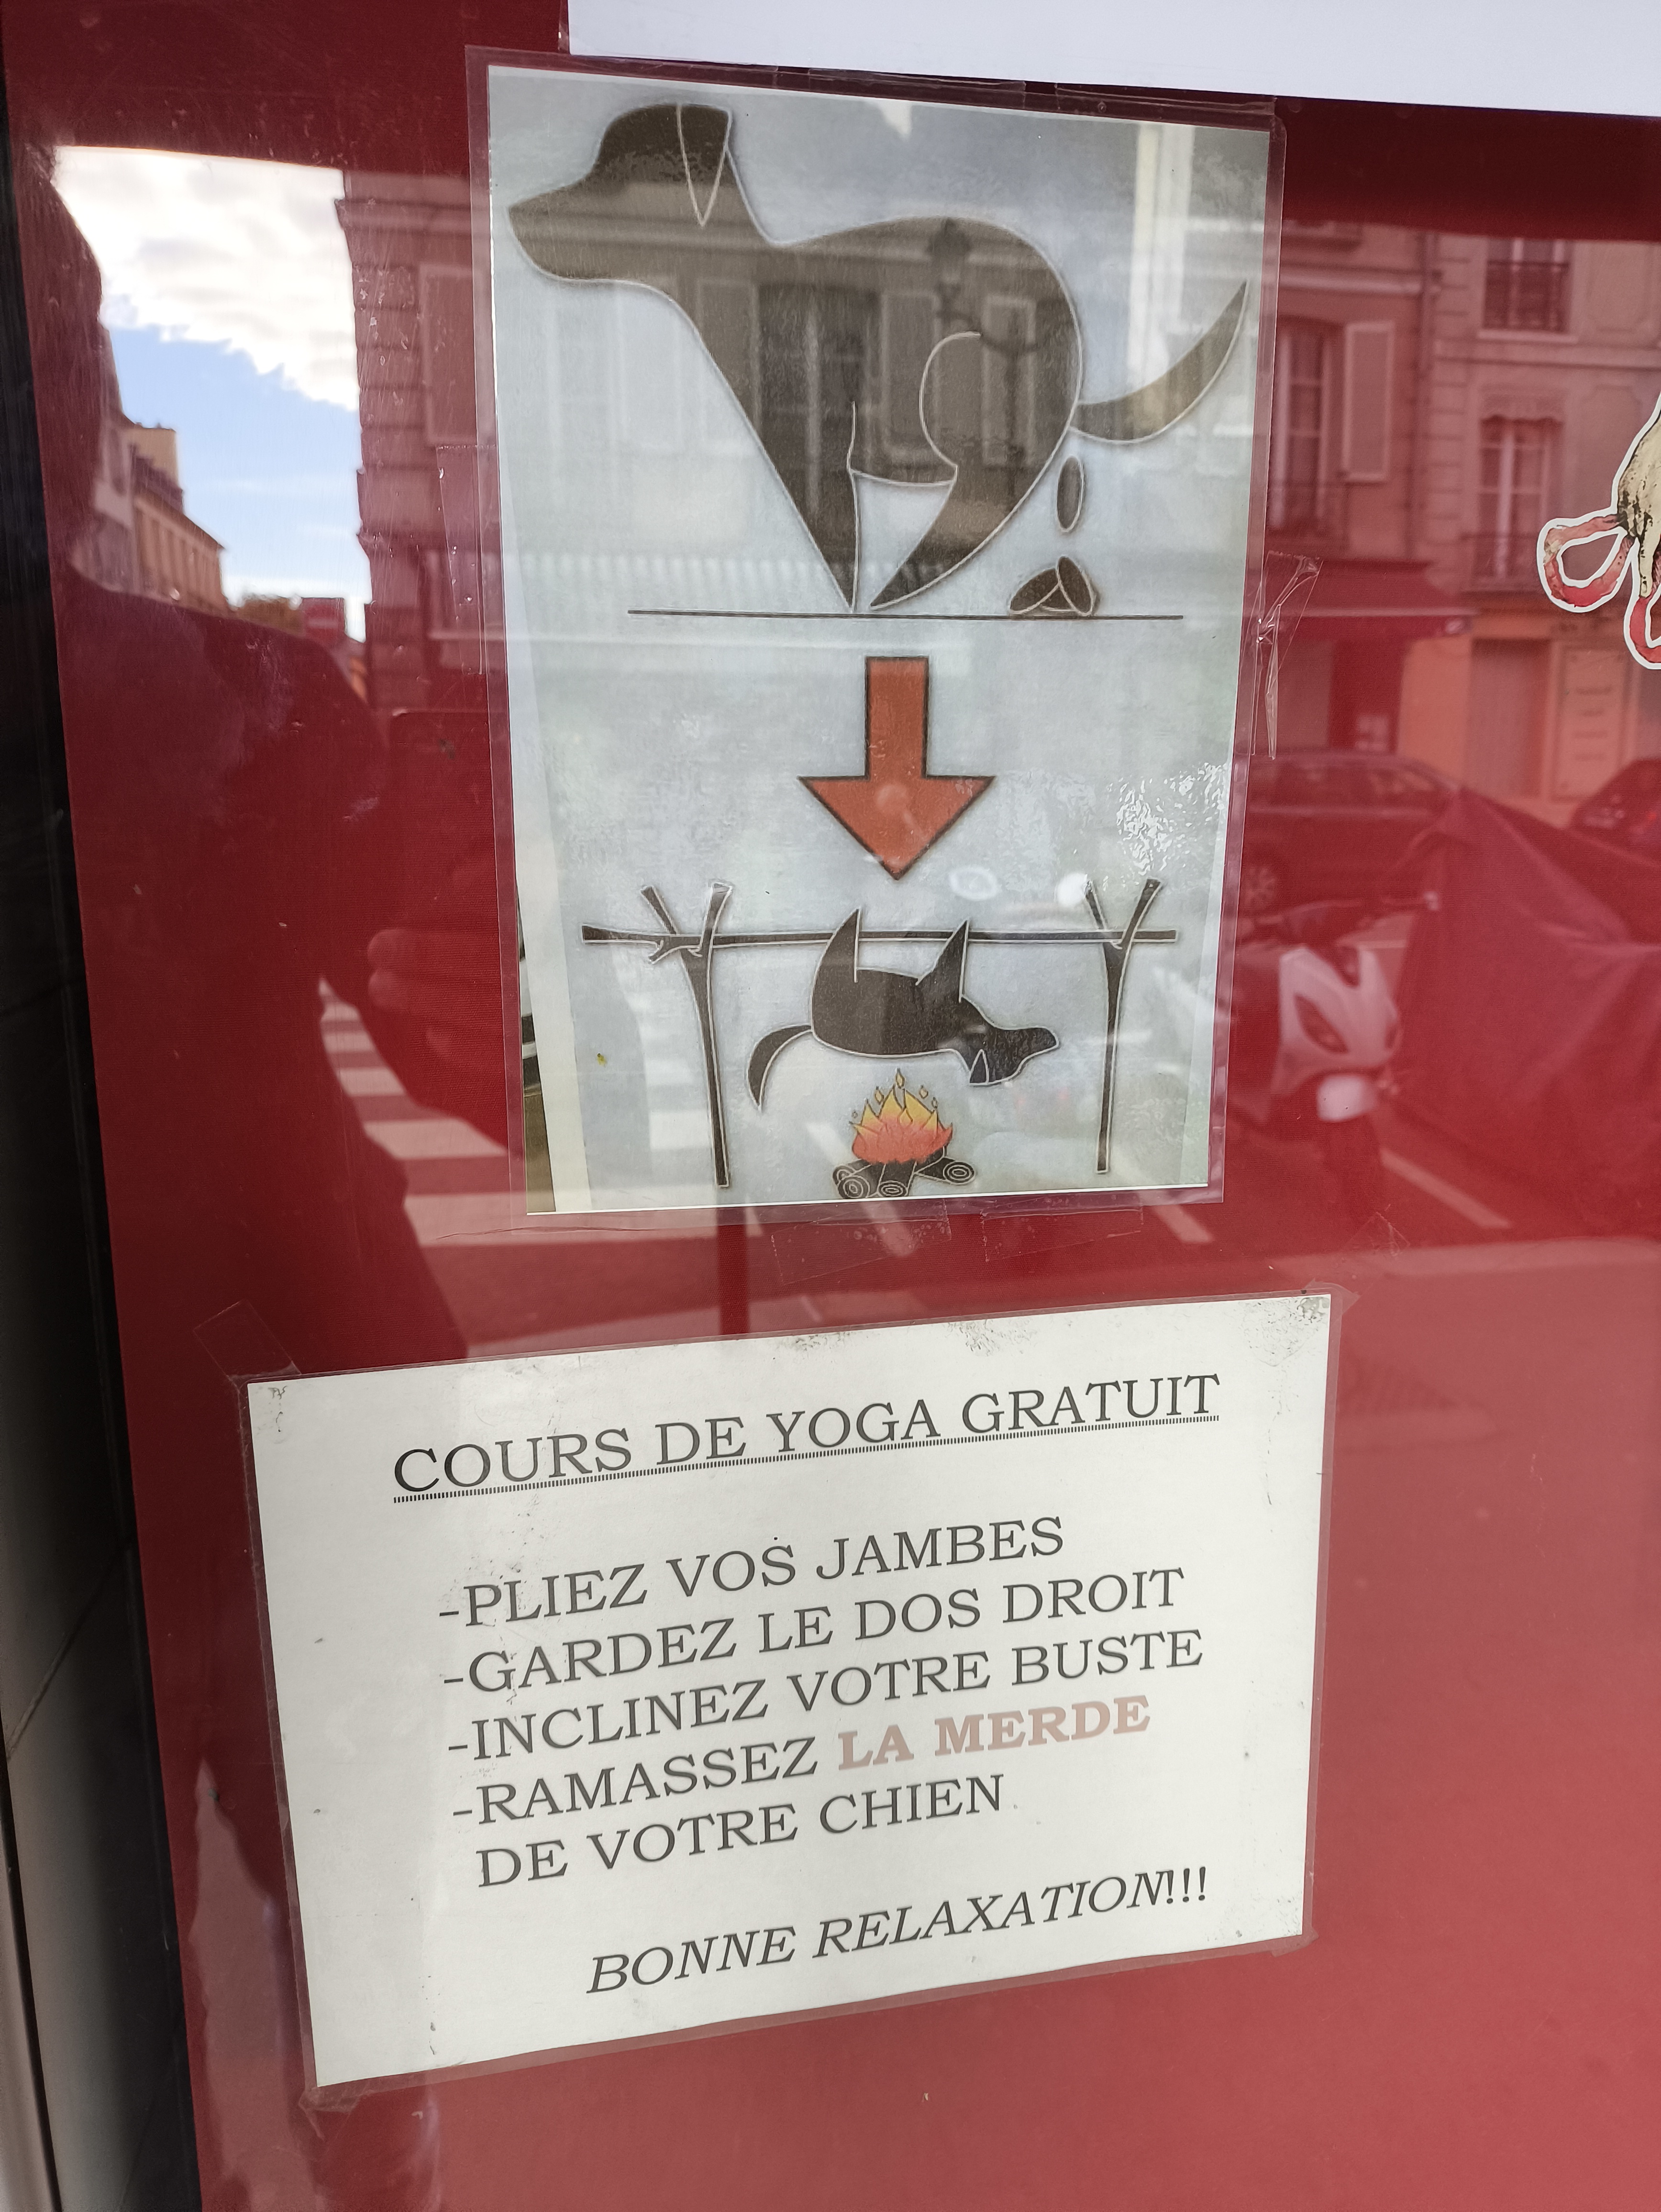 COURS DE YOGA GRATUIT
-PLIEZ VOS JAMBES
-GARDEZ LE DOS DROIT
-INCLINEZ VOTRE BUSTE
-RAMASSEZ LA MERDE
DE VOTRE CHIEN
BONNE RELAXATION!!!